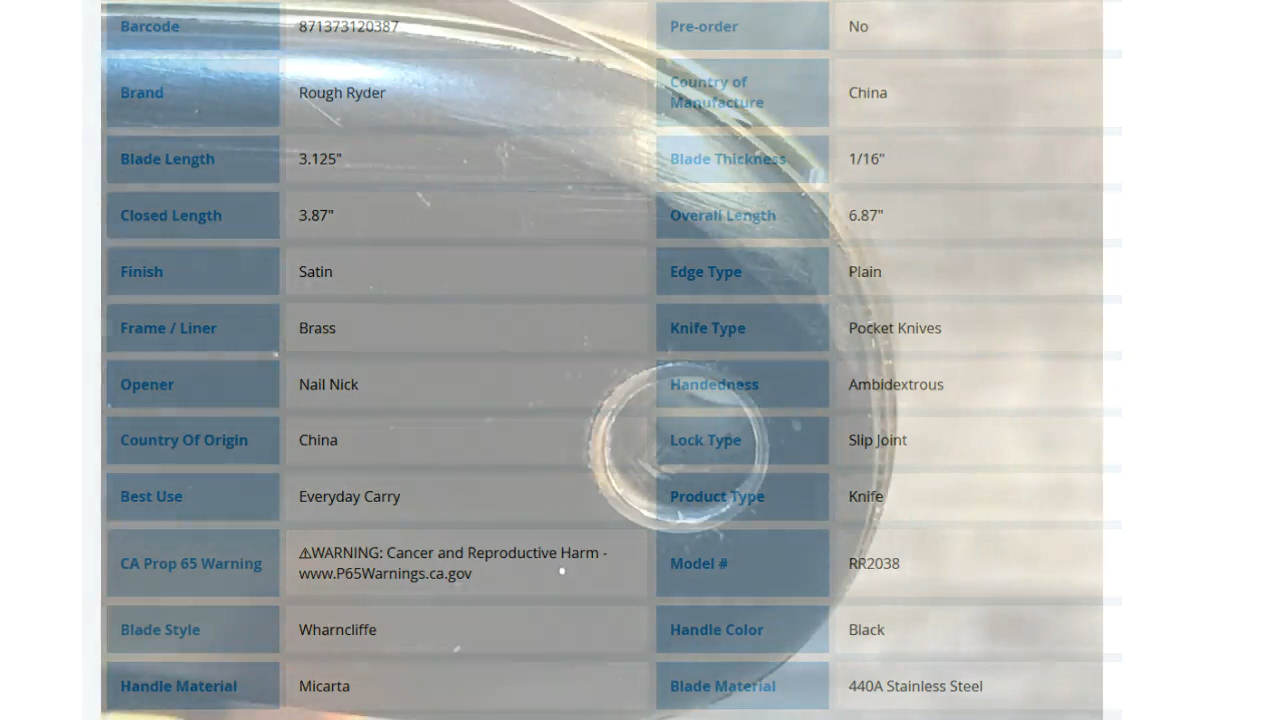 Barcode 871373120387 Pre-order No
Brand Rough Ryder Country of Manufacture China
Blade Length 3.125" Blade Thickness 1/16"
Closed Length 3.87" Overall Length 6.87"
Finish Satin Edge Type Plain
Frame / Liner Brass Knife Type Pocket Knives
Opener Nail Nick Handedness Ambidextrous
Country Of Origin China Lock Type Slip Joint
Best Use Everyday Carry Product Type Knife
CA Prop 65 Warning ⚠WARNING: Cancer and Reproductive Harm -
www.P65Warnings.ca.gov Model # RR2038
Blade Style Wharncliffe Handle Color Black
Handle Material Micarta Blade Material 440A Stainless Steel